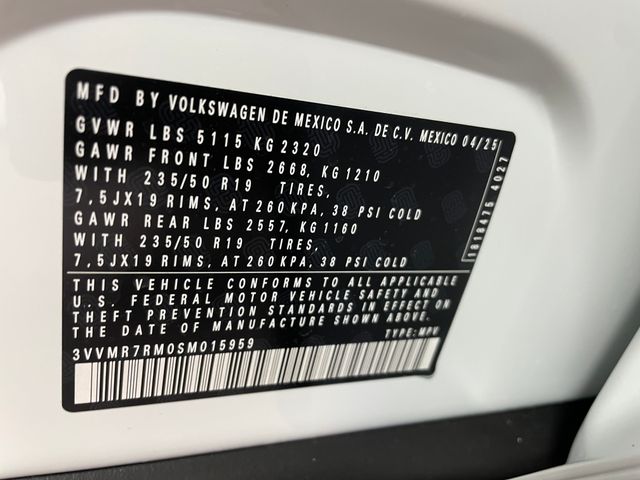 MFD BY VOLKSWAGEN DE MEXICO S.A. DE C.V. MEXICO 04/25
GVWR LBS 5115 KG 2320
GAWR FRONT LBS 2668, KG 1210
WITH 235/50 R19 TIRES,
7,5JX19 RIMS, AT 260 KPA, 38 PSI COLD
GAWR REAR LBS 2557, KG 1160
WITH 235/50 R19 TIRES,
7,5JX19 RIMS, AT 260 KPA, 38 PSI COLD
1018475 4027
THIS VEHICLE CONFORMS TO ALL APPLICABLE
U.S. FEDERAL MOTOR VEHICLE SAFETY AND
THEFT PREVENTION STANDARDS IN EFFECT ON
THE DATE OF MANUFACTURE SHOWN ABOVE.
3VVMR7RM0SM015959 TYPE: MPV